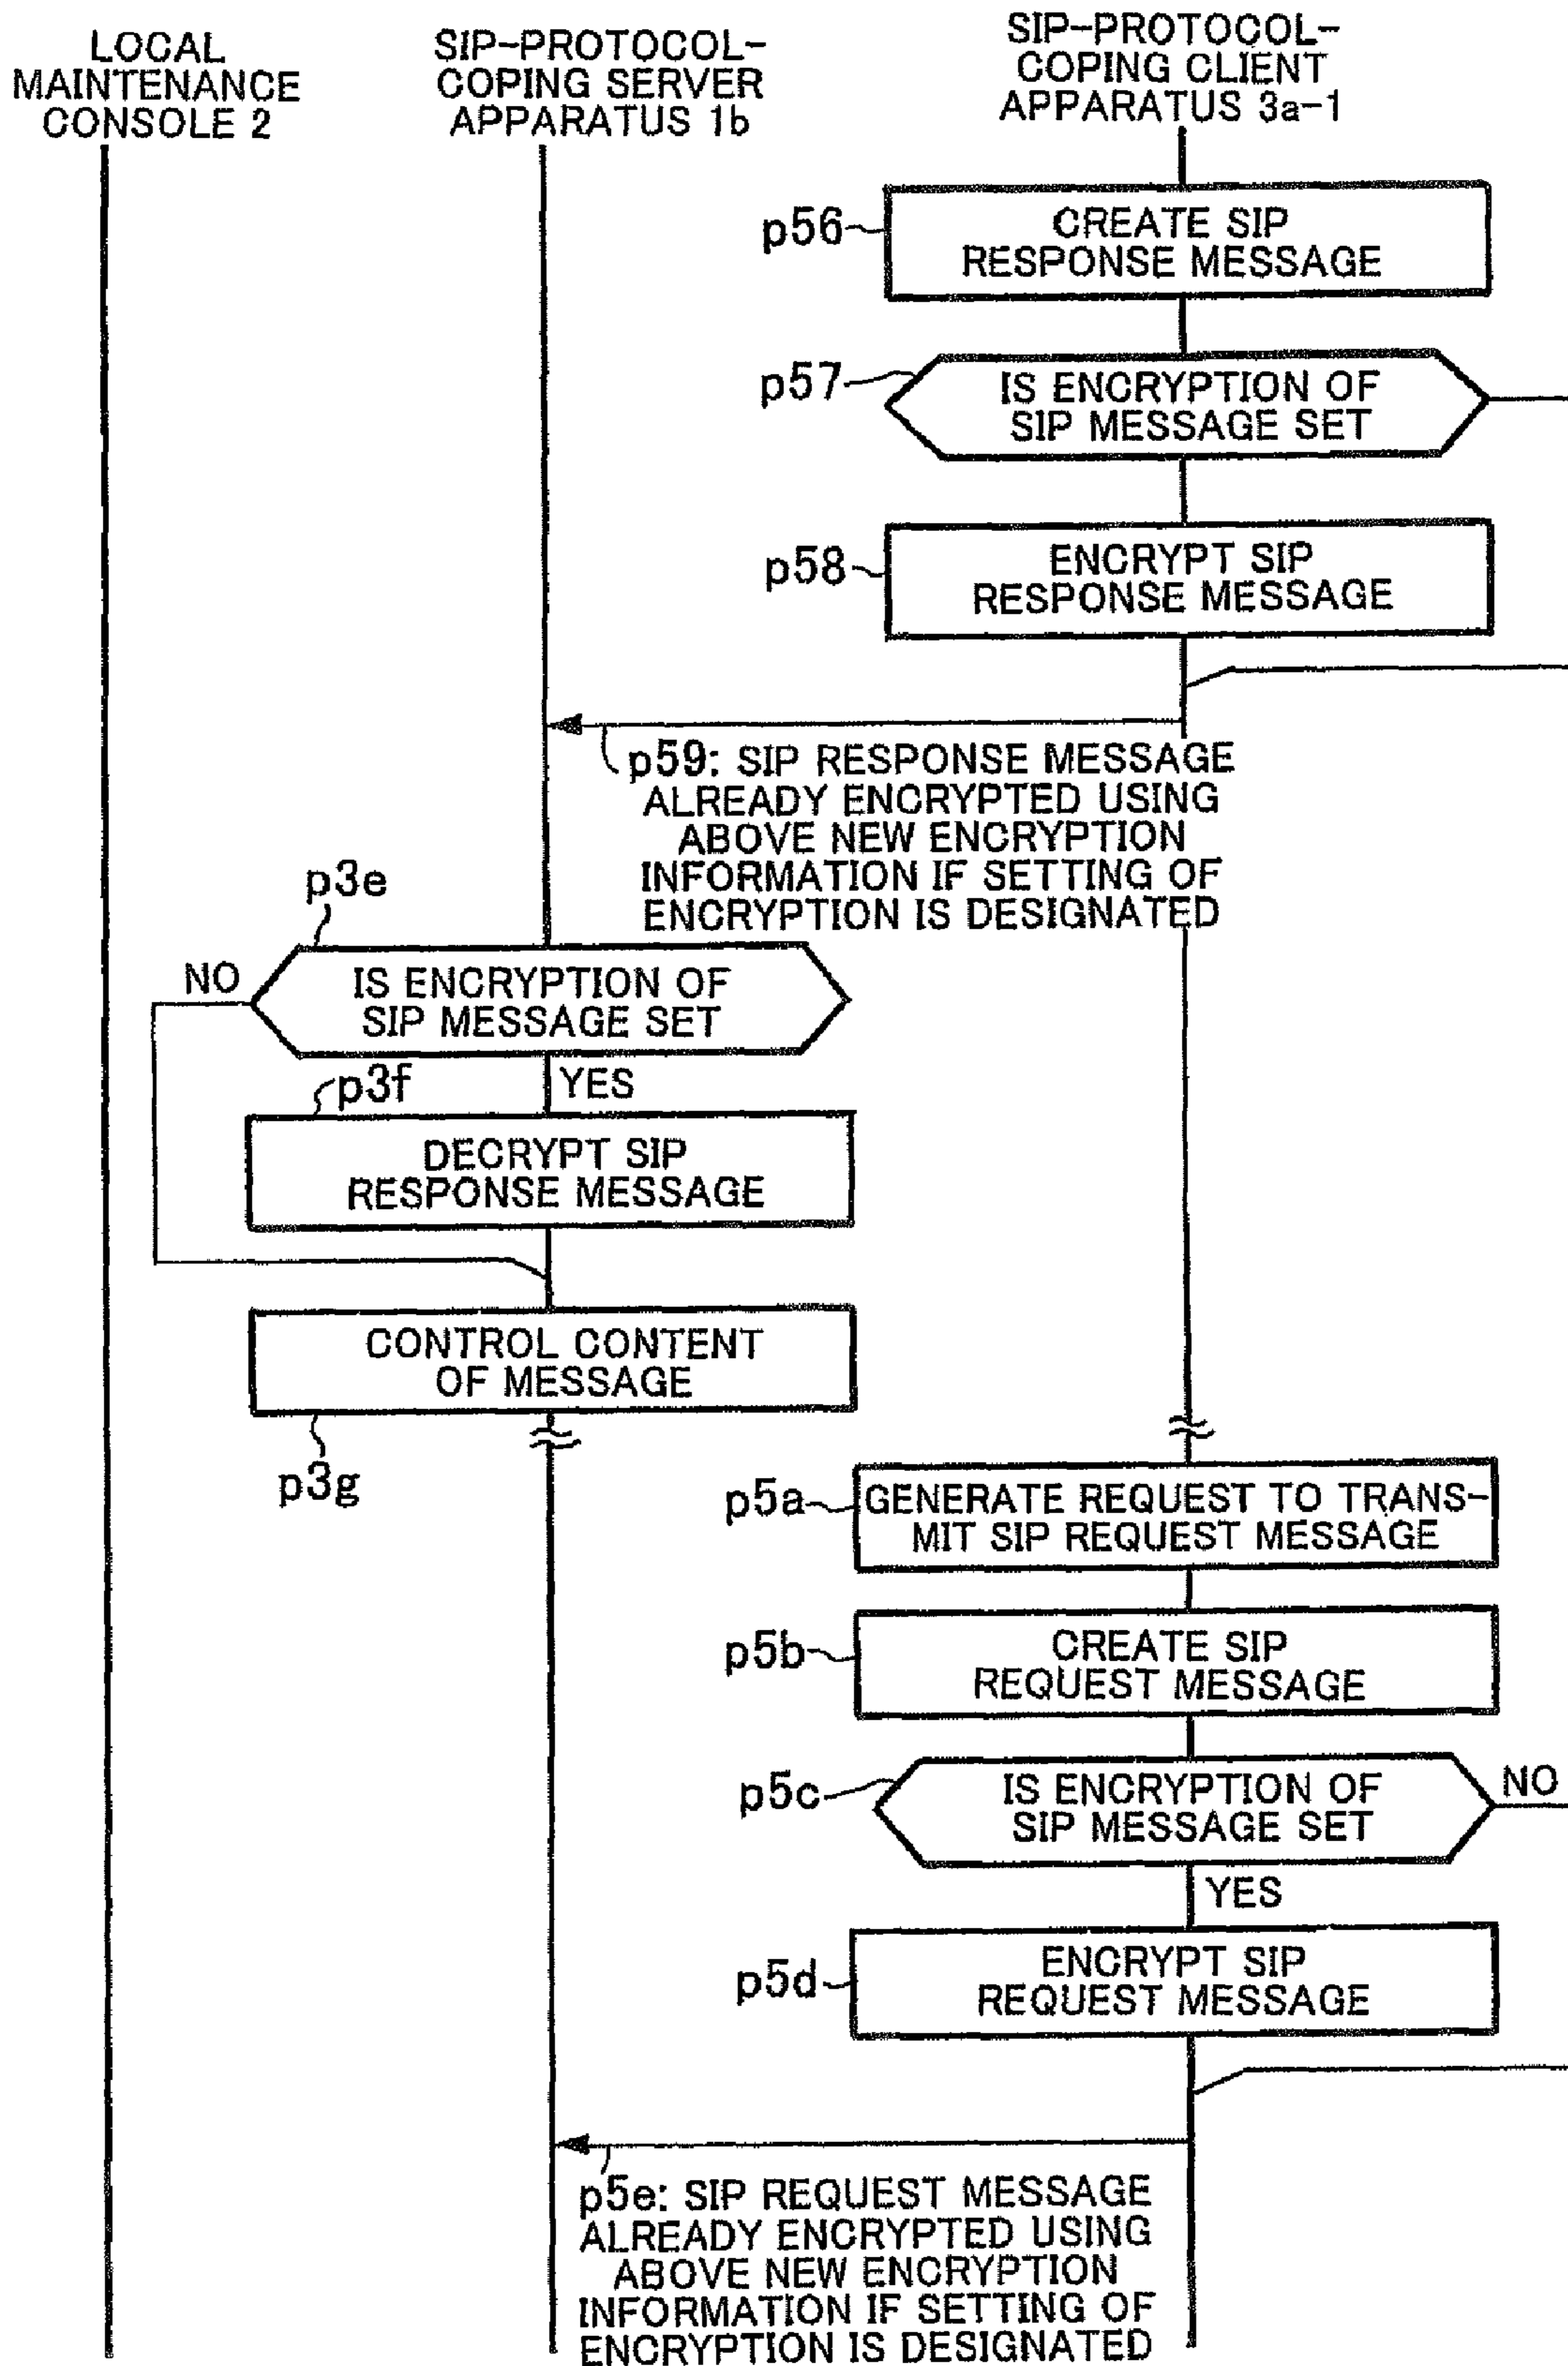 LOCAL
MAINTENANCE
CONSOLE 2
SIP-PROTOCOL-
COPING SERVER
APPARATUS 1b
SIP-PROTOCOL-
COPING CLIENT
APPARATUS 3a-1
p56
CREATE SIP
RESPONSE MESSAGE
p57
IS ENCRYPTION OF
SIP MESSAGE SET
p58
ENCRYPT SIP
RESPONSE MESSAGE
p59: SIP RESPONSE MESSAGE
ALREADY ENCRYPTED USING
ABOVE NEW ENCRYPTION
INFORMATION IF SETTING OF
ENCRYPTION IS DESIGNATED
p3e
NO
IS ENCRYPTION OF
SIP MESSAGE SET
YES
p3f
DECRYPT SIP
RESPONSE MESSAGE
CONTROL CONTENT
OF MESSAGE
p3g
p5a
GENERATE REQUEST TO TRANS-
MIT SIP REQUEST MESSAGE
p5b
CREATE SIP
REQUEST MESSAGE
p5c
IS ENCRYPTION OF
SIP MESSAGE SET
NO
YES
p5d
ENCRYPT SIP
REQUEST MESSAGE
p5e: SIP REQUEST MESSAGE
ALREADY ENCRYPTED USING
ABOVE NEW ENCRYPTION
INFORMATION IF SETTING OF
ENCRYPTION IS DESIGNATED